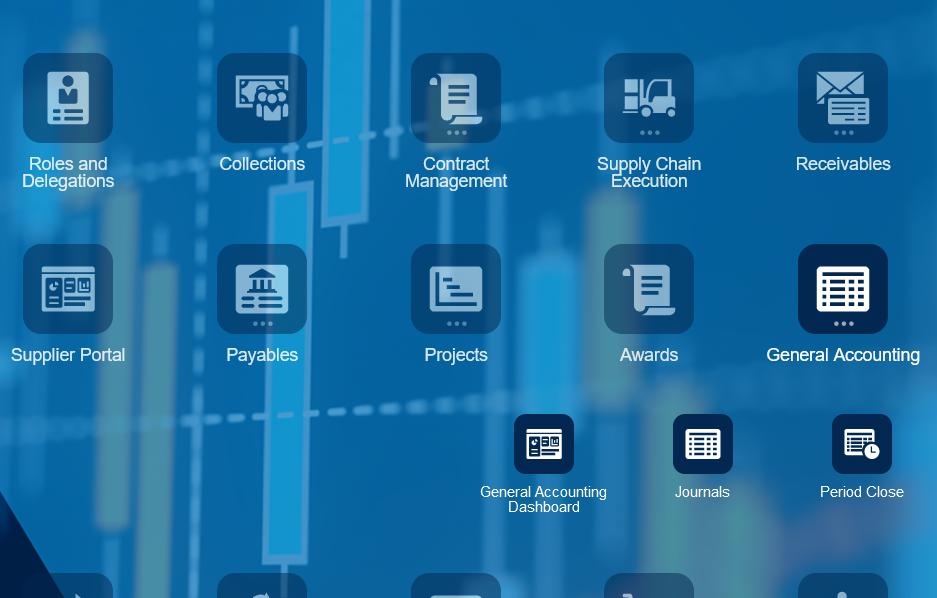 Roles and
Delegations
Collections
Contract
Management
Supply Chain
Execution
Receivables
Supplier Portal
Payables
Projects
Awards
General Accounting
General Accounting
Dashboard
Journals
Period Close